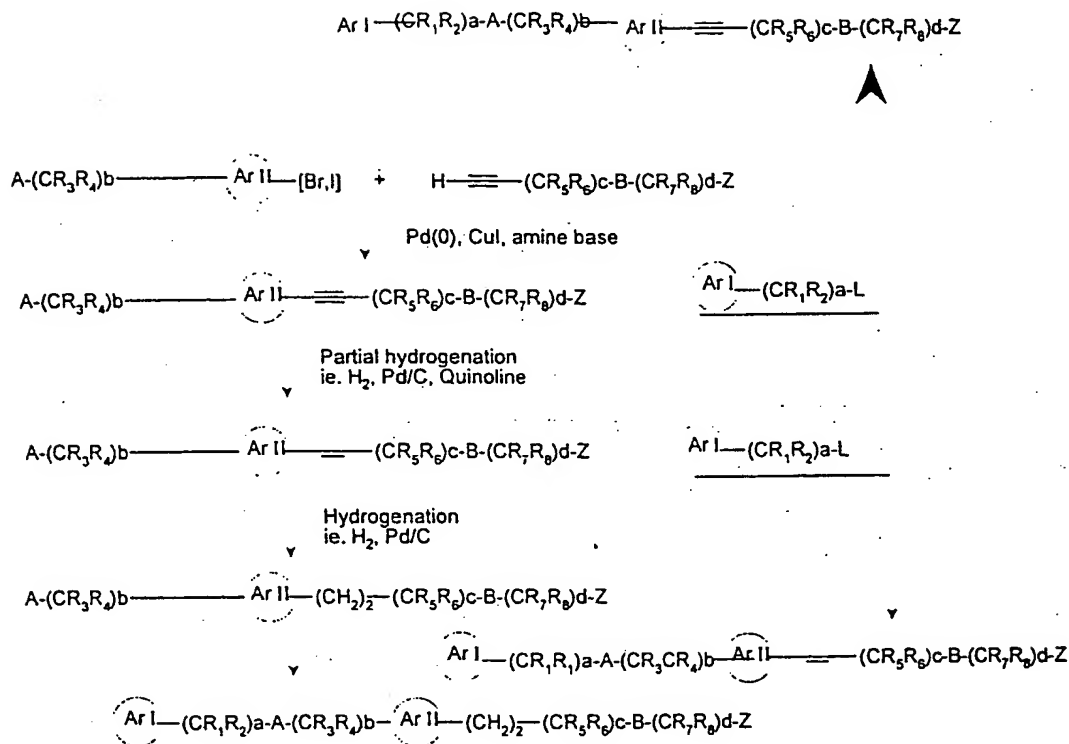 Ar I—(CR₁R₂)a-A-(CR₃R₄)b—Ar II—≡—(CR₅R₆)c-B-(CR₇R₈)d-Z
A-(CR₃R₄)b—Ar II—[Br,I] + H—≡—(CR₅R₆)c-B-(CR₇R₈)d-Z
Pd(0), CuI, amine base
A-(CR₃R₄)b—Ar II—≡—(CR₅R₆)c-B-(CR₇R₈)d-Z
Ar I—(CR₁R₂)a-L
Partial hydrogenation
ie. H₂, Pd/C, Quinoline
A-(CR₃R₄)b—Ar II—=—(CR₅R₆)c-B-(CR₇R₈)d-Z
Ar I—(CR₁R₂)a-L
Hydrogenation
ie. H₂, Pd/C
A-(CR₃R₄)b—Ar II—(CH₂)₂—(CR₅R₆)c-B-(CR₇R₈)d-Z
Ar I—(CR₁R₁)a-A-(CR₃CR₄)b—Ar II—=—(CR₅R₆)c-B-(CR₇R₈)d-Z
Ar I—(CR₁R₂)a-A-(CR₃R₄)b—Ar II—(CH₂)₂—(CR₅R₆)c-B-(CR₇R₈)d-Z